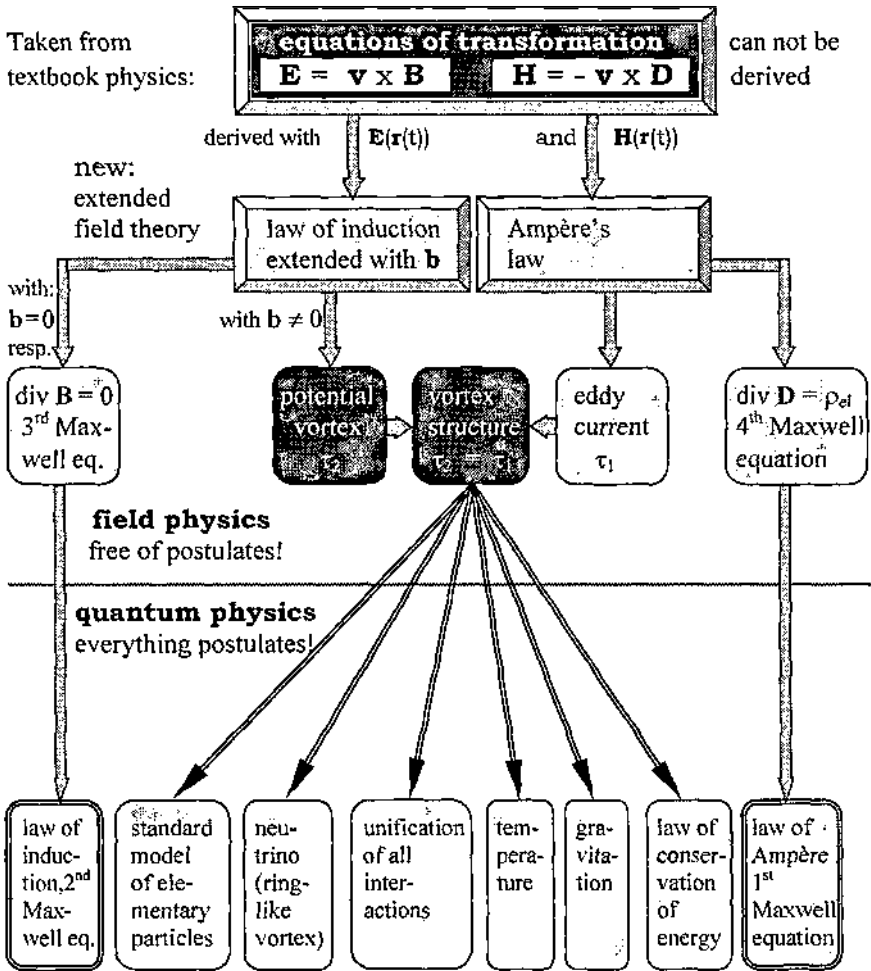 Taken from
textbook physics:
equations of transformation
E = v x B
H = - v x D
can not be
derived
derived with
E(r(t))
and
H(r(t))
new:
extended
field theory
law of induction
extended with b
Ampère's
law
with:
b=0
resp.
with b ≠ 0
div B = 0
3rd Max-
well eq.
potential
vortex
τ2
vortex
structure
τ2 = τ1
eddy
current
τ1
div D = ρel
4th Maxwell
equation
field physics
free of postulates!
quantum physics
everything postulates!
law of
induc-
tion,2nd
Max-
well eq.
standard
model
of ele-
mentary
particles
neu-
trino
(ring-
like
vortex)
unification
of all
inter-
actions
tem-
pera-
ture
gra-
vita-
tion
law of
conser-
vation
of
energy
law of
Ampère
1st
Maxwell
equation